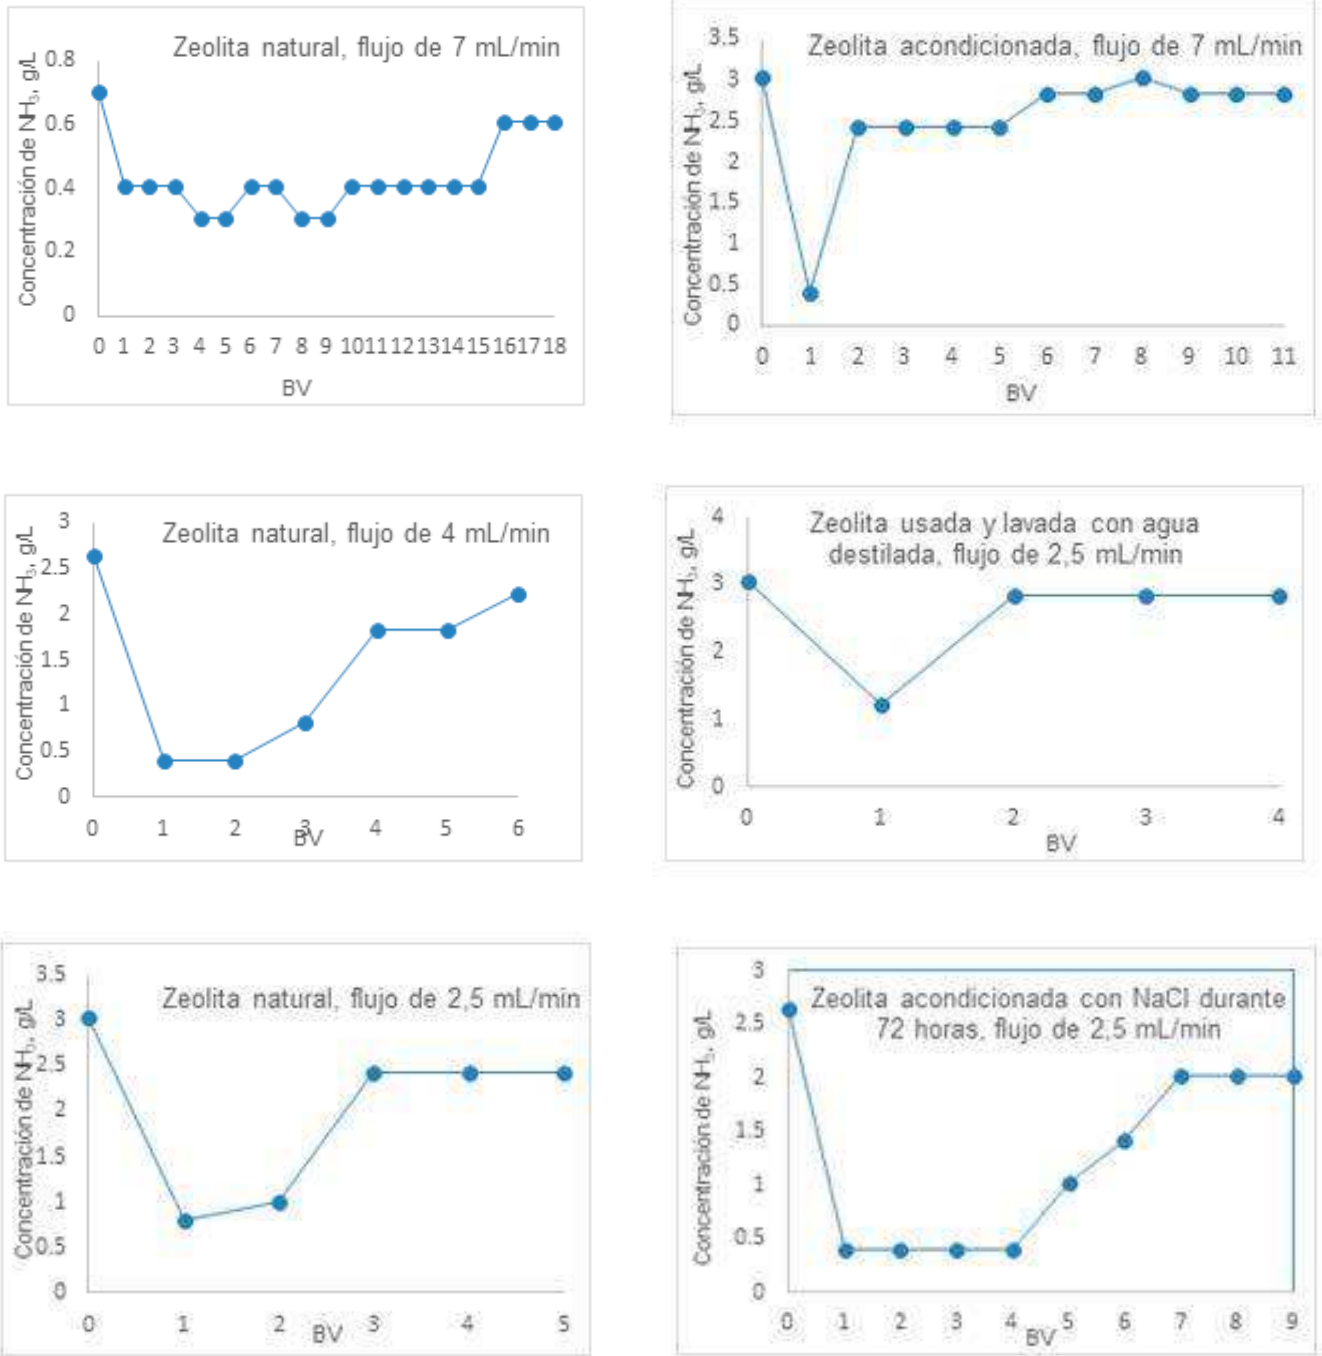 Zeolita natural, flujo de 7 mL/min
Concentración de NH₃, g/L
0.8
0.6
0.4
0.2
0
0 1 2 3 4 5 6 7 8 9 10 11 12 13 14 15 16 17 18
BV
Zeolita acondicionada, flujo de 7 mL/min
Concentración de NH₃, g/L
3.5
3
2.5
2
1.5
1
0.5
0
0 1 2 3 4 5 6 7 8 9 10 11
BV
Zeolita natural, flujo de 4 mL/min
Concentración de NH₃, g/L
3
2.5
2
1.5
1
0.5
0
0 1 2 3 4 5 6
BV
Zeolita usada y lavada con agua
destilada, flujo de 2,5 mL/min
Concentración de NH₃, g/L
4
3
2
1
0
0 1 2 3 4
BV
Zeolita natural, flujo de 2,5 mL/min
Concentración de NH₃, g/L
3.5
3
2.5
2
1.5
1
0.5
0
0 1 2 3 4 5
BV
Zeolita acondicionada con NaCl durante
72 horas, flujo de 2,5 mL/min
Concentración de NH₃, g/L
3
2.5
2
1.5
1
0.5
0
0 1 2 3 4 5 6 7 8 9
BV